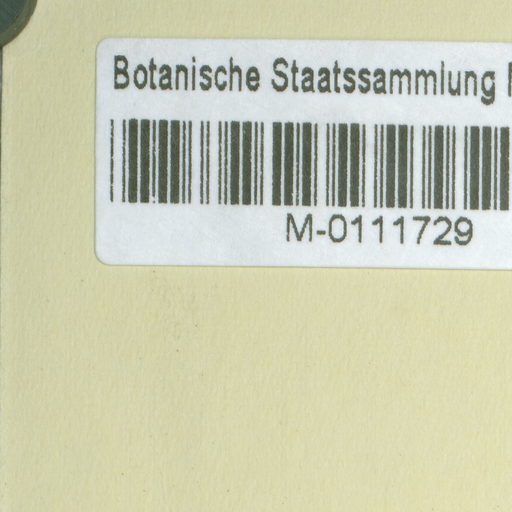 Botanische Staatssammlung
M-0111729